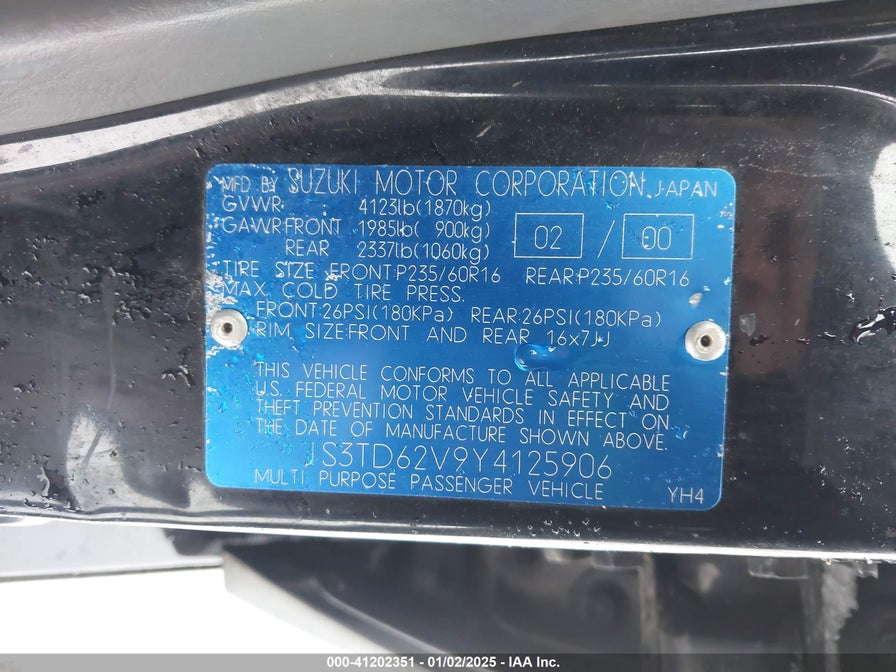 MFD BY SUZUKI MOTOR CORPORATION, JAPAN
GVWR 4123lb(1870kg)
GAWR:FRONT 1985lb( 900kg)
REAR 2337lb(1060kg)
02 / 00
TIRE SIZE FRONT:P235/60R16 REAR:P235/60R16
MAX. COLD TIRE PRESS.
FRONT:26PSI(180KPa) REAR:26PSI(180KPa)
RIM SIZE:FRONT AND REAR 16x7JJ
THIS VEHICLE CONFORMS TO ALL APPLICABLE
U.S. FEDERAL MOTOR VEHICLE SAFETY AND
THEFT PREVENTION STANDARDS IN EFFECT ON
THE DATE OF MANUFACTURE SHOWN ABOVE.
JS3TD62V9Y4125906
MULTI PURPOSE PASSENGER VEHICLE YH4
000-41202351 | 01/02/2025 - IAA Inc.